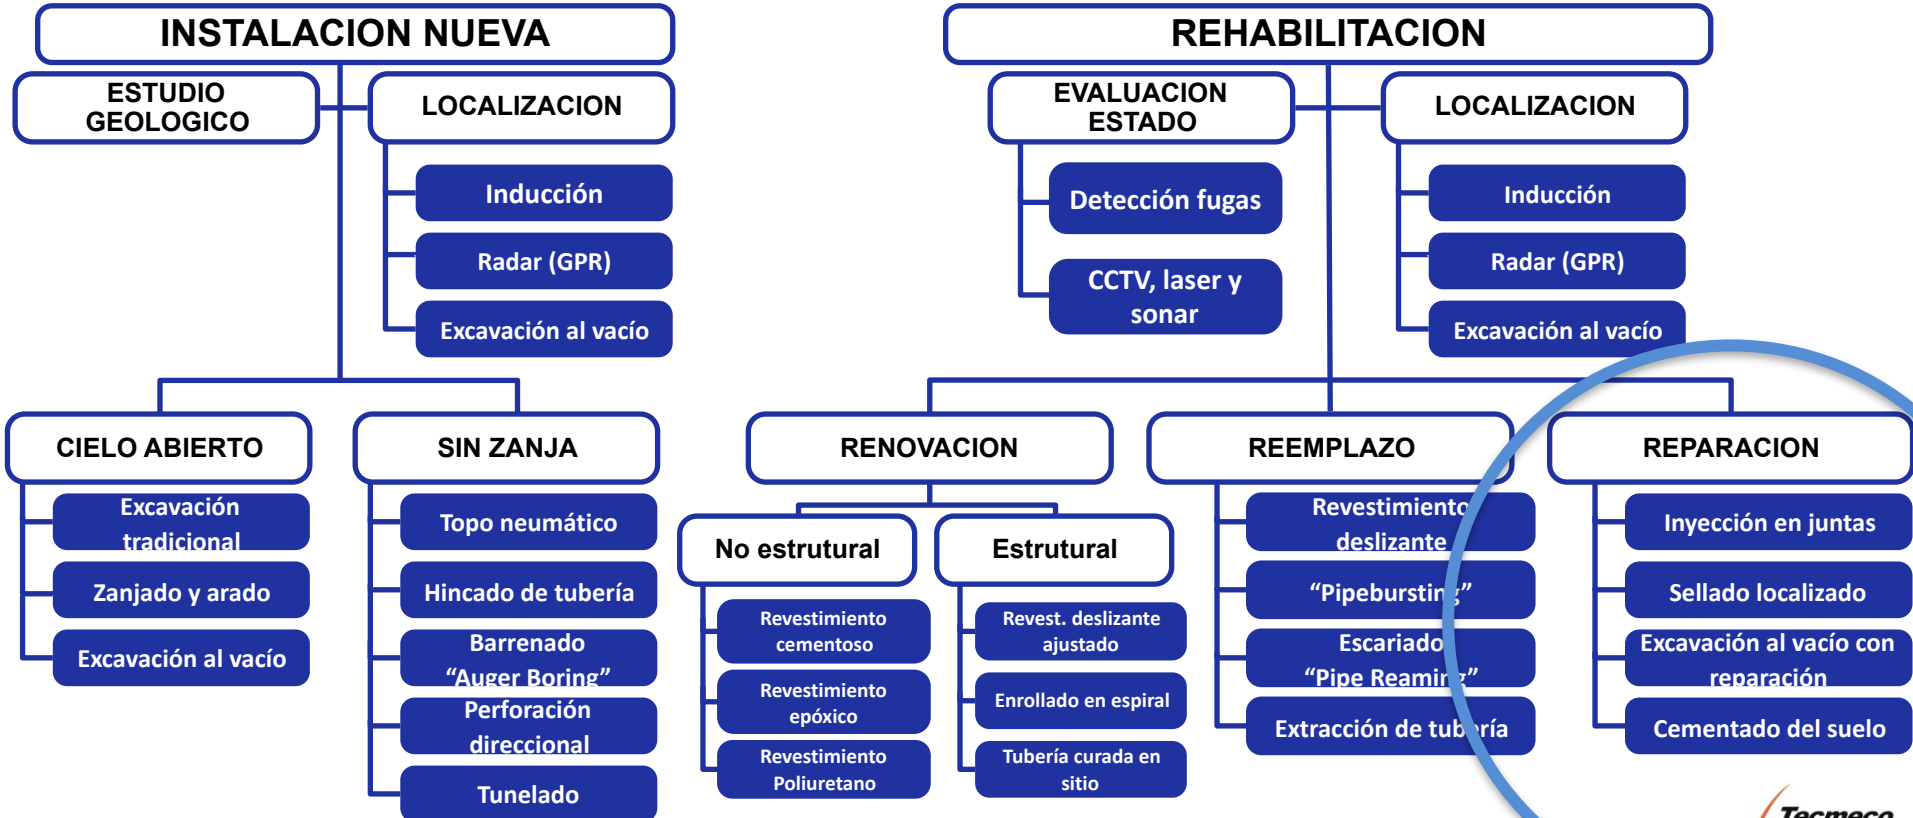 INSTALACION NUEVA
ESTUDIO
GEOLOGICO
LOCALIZACION
Inducción
Radar (GPR)
Excavación al vacío
CIELO ABIERTO
Excavación
tradicional
Zanjado y arado
Excavación al vacío
SIN ZANJA
Topo neumático
Hincado de tubería
Barrenado
“Auger Boring”
Perforación
direccional
Tunelado
REHABILITACION
EVALUACION
ESTADO
Detección fugas
CCTV, laser y
sonar
LOCALIZACION
Inducción
Radar (GPR)
Excavación al vacío
RENOVACION
No estrutural
Revestimiento
cementoso
Revestimiento
epóxico
Revestimiento
Poliuretano
Estrutural
Revest. deslizante
ajustado
Enrollado en espiral
Tubería curada en
sitio
REEMPLAZO
Revestimiento
deslizante
“Pipebursting”
Escariado
“Pipe Reaming”
Extracción de tubería
REPARACION
Inyección en juntas
Sellado localizado
Excavación al vacío con
reparación
Cementado del suelo
Tecmeco